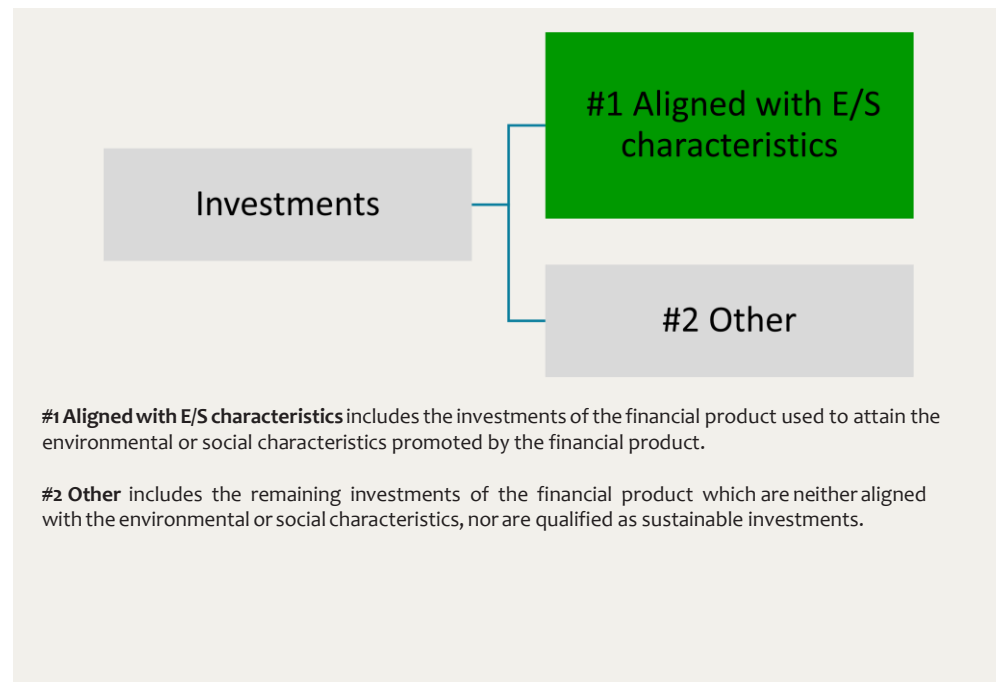 #1 Aligned with E/S
characteristics
Investments
#2 Other
#1 Aligned with E/S characteristics includes the investments of the financial product used to attain the
environmental or social characteristics promoted by the financial product.
#2 Other includes the remaining investments of the financial product which are neither aligned
with the environmental or social characteristics, nor are qualified as sustainable investments.